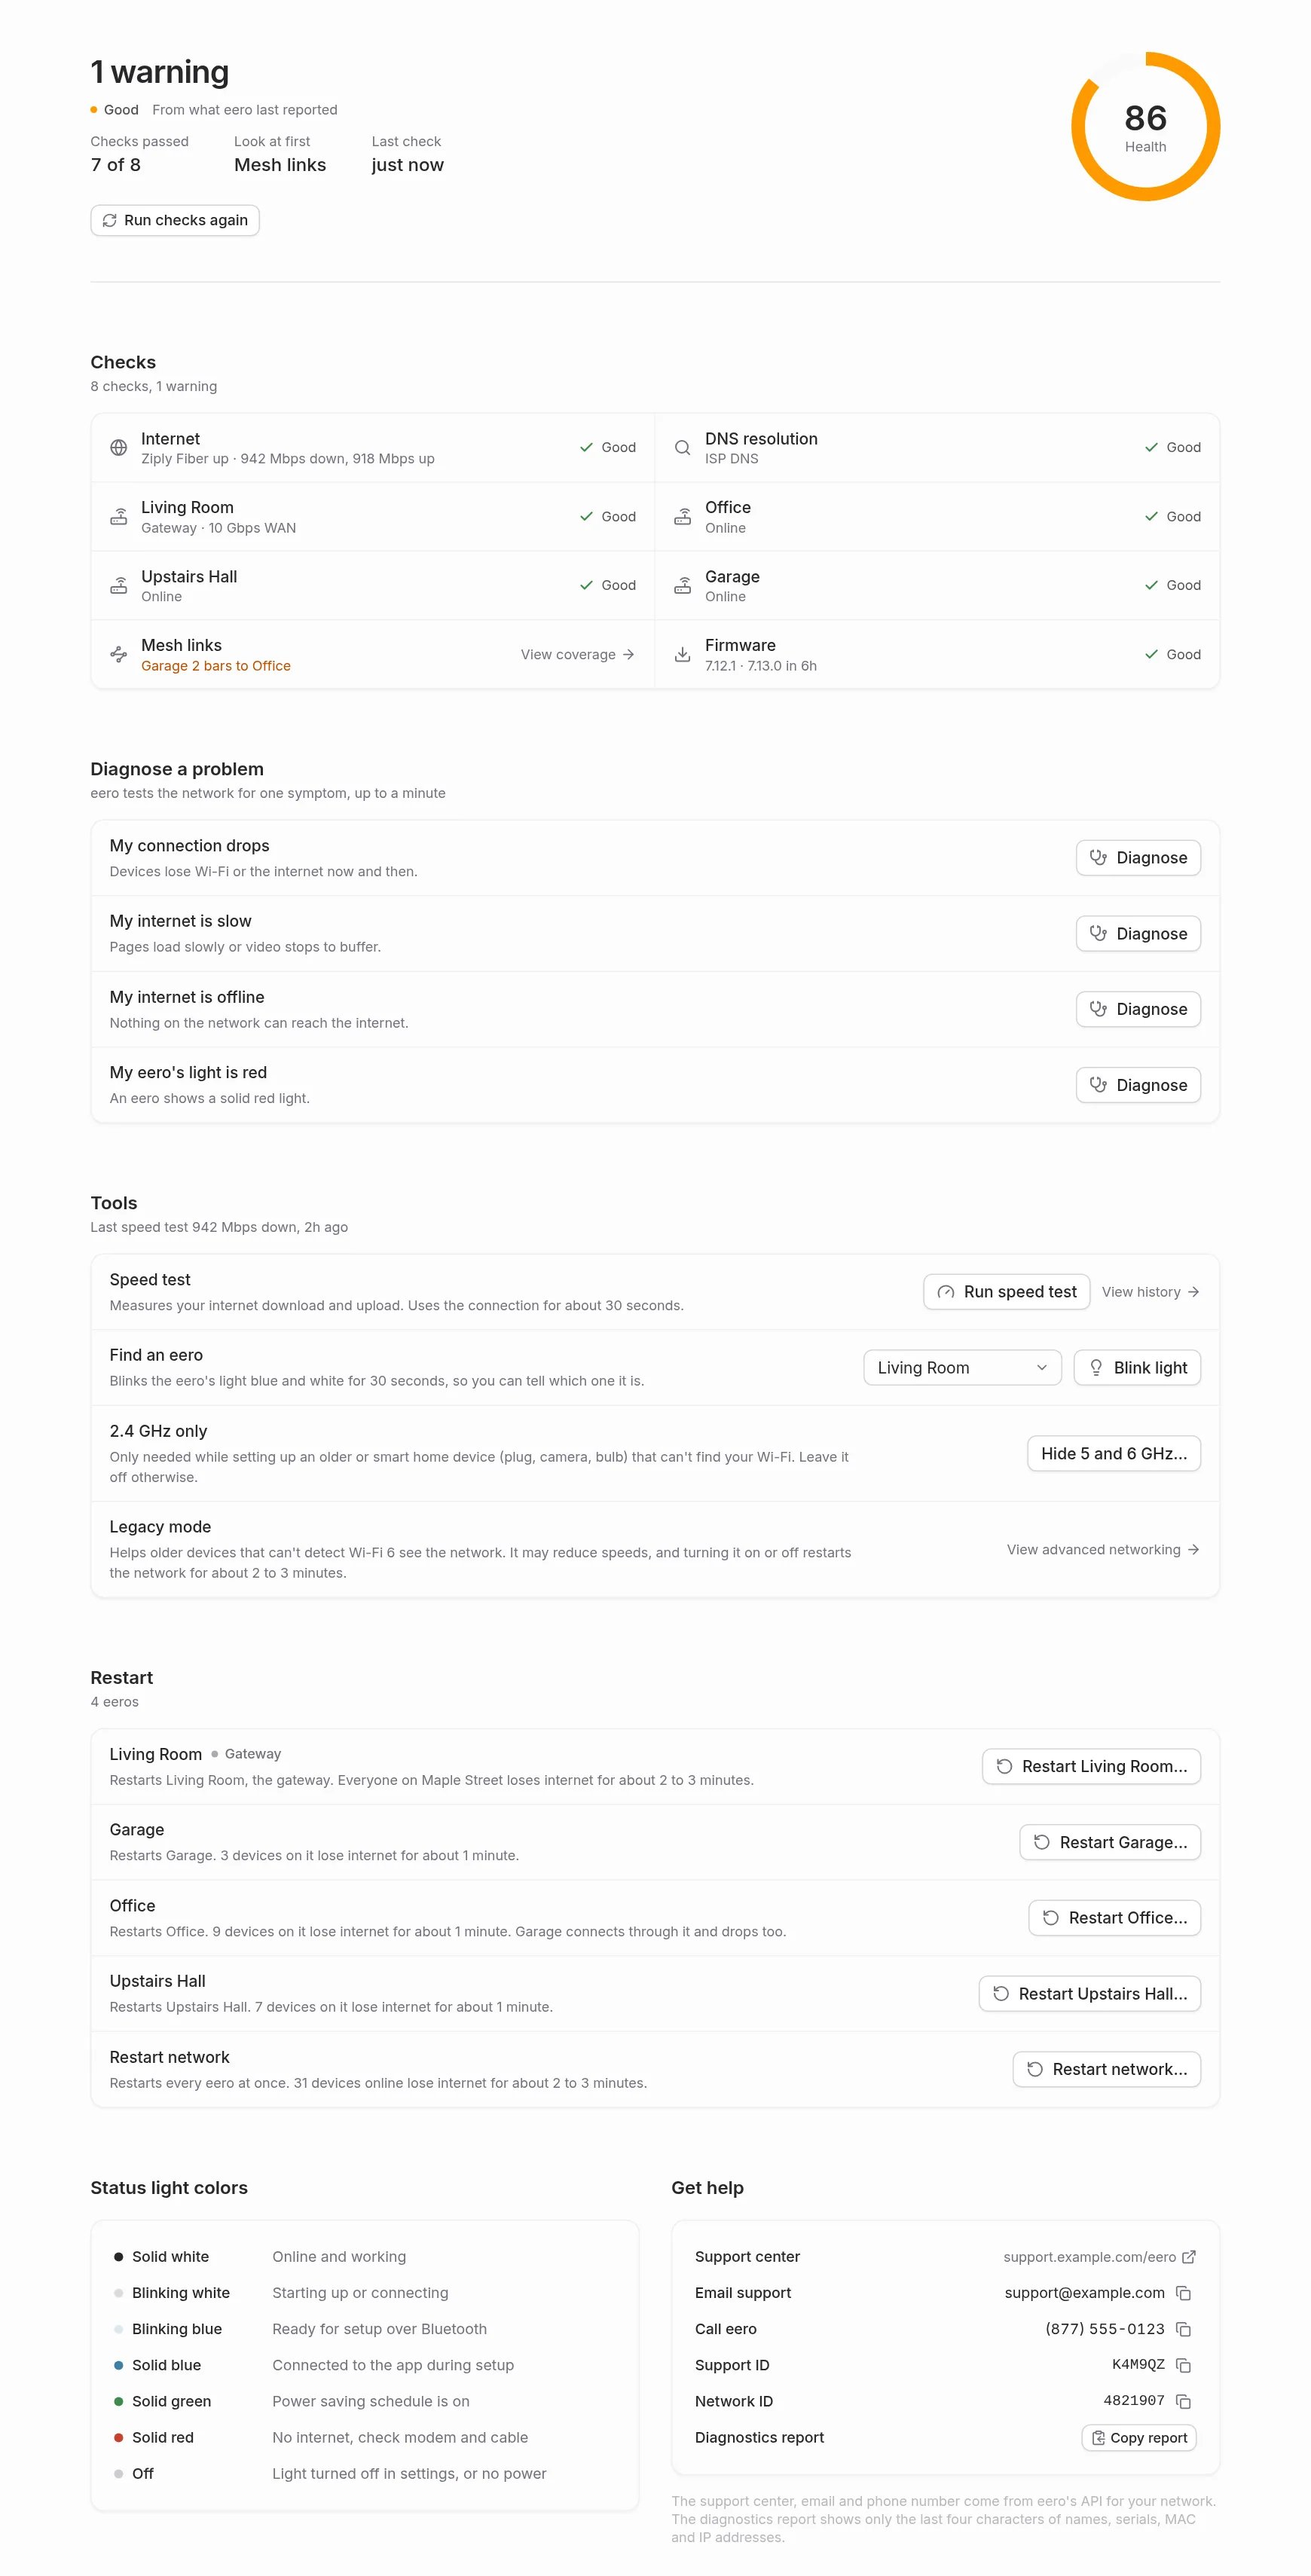 1 warning
Good From what eero last reported
Checks passed Look at first Last check
7 of 8 Mesh links just now
Run checks again
86
Health
Checks
8 checks, 1 warning
Internet
Ziply Fiber up · 942 Mbps down, 918 Mbps up
Good
DNS resolution
ISP DNS
Good
Living Room
Gateway · 10 Gbps WAN
Good
Office
Online
Good
Upstairs Hall
Online
Good
Garage
Online
Good
Mesh links
Garage 2 bars to Office
View coverage
Firmware
7.12.1 · 7.13.0 in 6h
Good
Diagnose a problem
eero tests the network for one symptom, up to a minute
My connection drops
Devices lose Wi-Fi or the internet now and then.
Diagnose
My internet is slow
Pages load slowly or video stops to buffer.
Diagnose
My internet is offline
Nothing on the network can reach the internet.
Diagnose
My eero's light is red
An eero shows a solid red light.
Diagnose
Tools
Last speed test 942 Mbps down, 2h ago
Speed test
Measures your internet download and upload. Uses the connection for about 30 seconds.
Run speed test
View history
Find an eero
Blinks the eero's light blue and white for 30 seconds, so you can tell which one it is.
Living Room
Blink light
2.4 GHz only
Only needed while setting up an older or smart home device (plug, camera, bulb) that can't find your Wi-Fi. Leave it
off otherwise.
Hide 5 and 6 GHz...
Legacy mode
Helps older devices that can't detect Wi-Fi 6 see the network. It may reduce speeds, and turning it on or off restarts
the network for about 2 to 3 minutes.
View advanced networking
Restart
4 eeros
Living Room Gateway
Restarts Living Room, the gateway. Everyone on Maple Street loses internet for about 2 to 3 minutes.
Restart Living Room...
Garage
Restarts Garage. 3 devices on it lose internet for about 1 minute.
Restart Garage...
Office
Restarts Office. 9 devices on it lose internet for about 1 minute. Garage connects through it and drops too.
Restart Office...
Upstairs Hall
Restarts Upstairs Hall. 7 devices on it lose internet for about 1 minute.
Restart Upstairs Hall...
Restart network
Restarts every eero at once. 31 devices online lose internet for about 2 to 3 minutes.
Restart network...
Status light colors
Solid white Online and working
Blinking white Starting up or connecting
Blinking blue Ready for setup over Bluetooth
Solid blue Connected to the app during setup
Solid green Power saving schedule is on
Solid red No internet, check modem and cable
Off Light turned off in settings, or no power
Get help
Support center support.example.com/eero
Email support support@example.com
Call eero (877) 555-0123
Support ID K4M9QZ
Network ID 4821907
Diagnostics report Copy report
The support center, email and phone number come from eero's API for your network.
The diagnostics report shows only the last four characters of names, serials, MAC
and IP addresses.